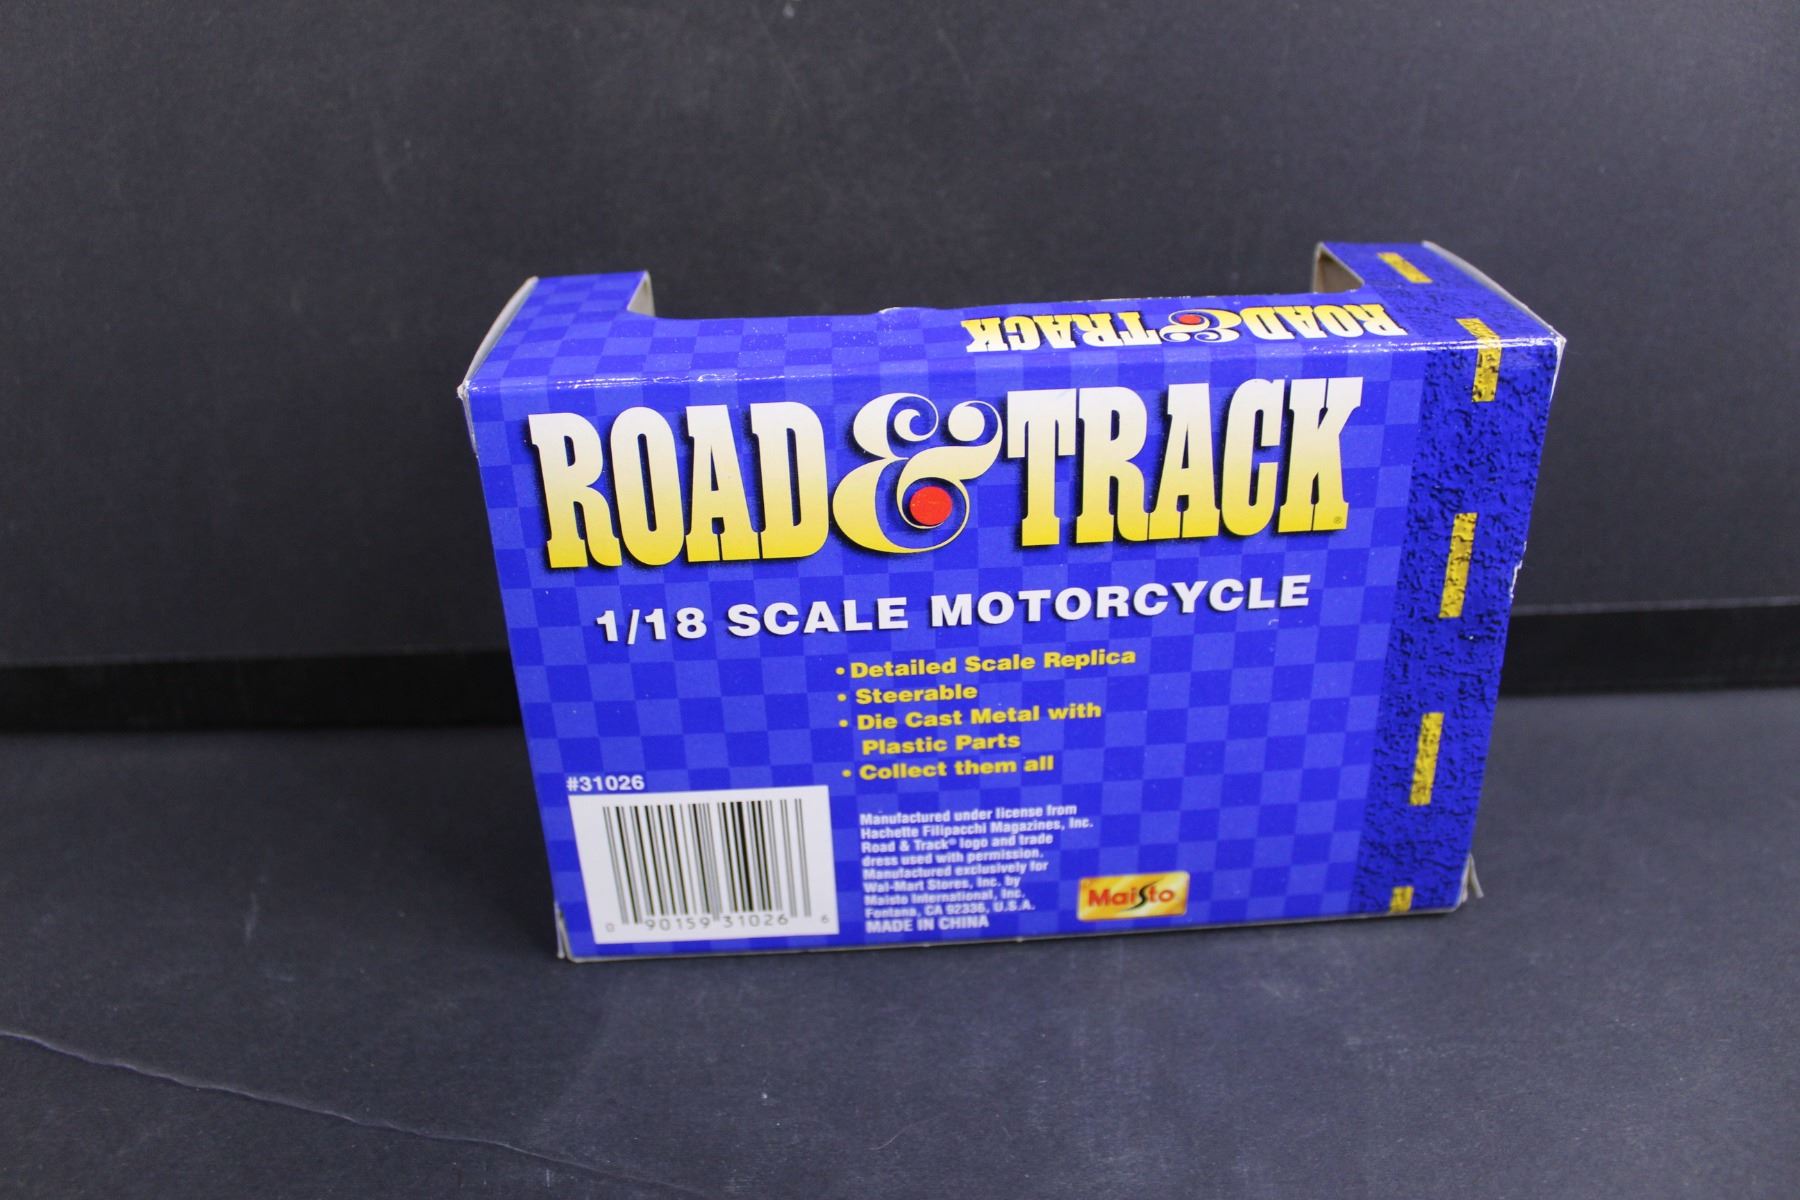 ROAD & TRACK
ROAD & TRACK®
1/18 SCALE MOTORCYCLE
• Detailed Scale Replica
• Steerable
• Die Cast Metal with
Plastic Parts
• Collect them all
#31026
0 90159 31026 6
Manufactured under license from
Hachette Filipacchi Magazines, Inc.
Road & Track® logo and trade
dress used with permission.
Manufactured exclusively for
Wal-Mart Stores, Inc. by
Maisto International, Inc.
Fontana, CA 92336, U.S.A.
MADE IN CHINA
Maisto